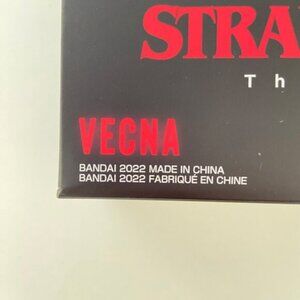 STRA
Th
VECNA
BANDAI 2022 MADE IN CHINA
BANDAI 2022 FABRIQUÉ EN CHINE